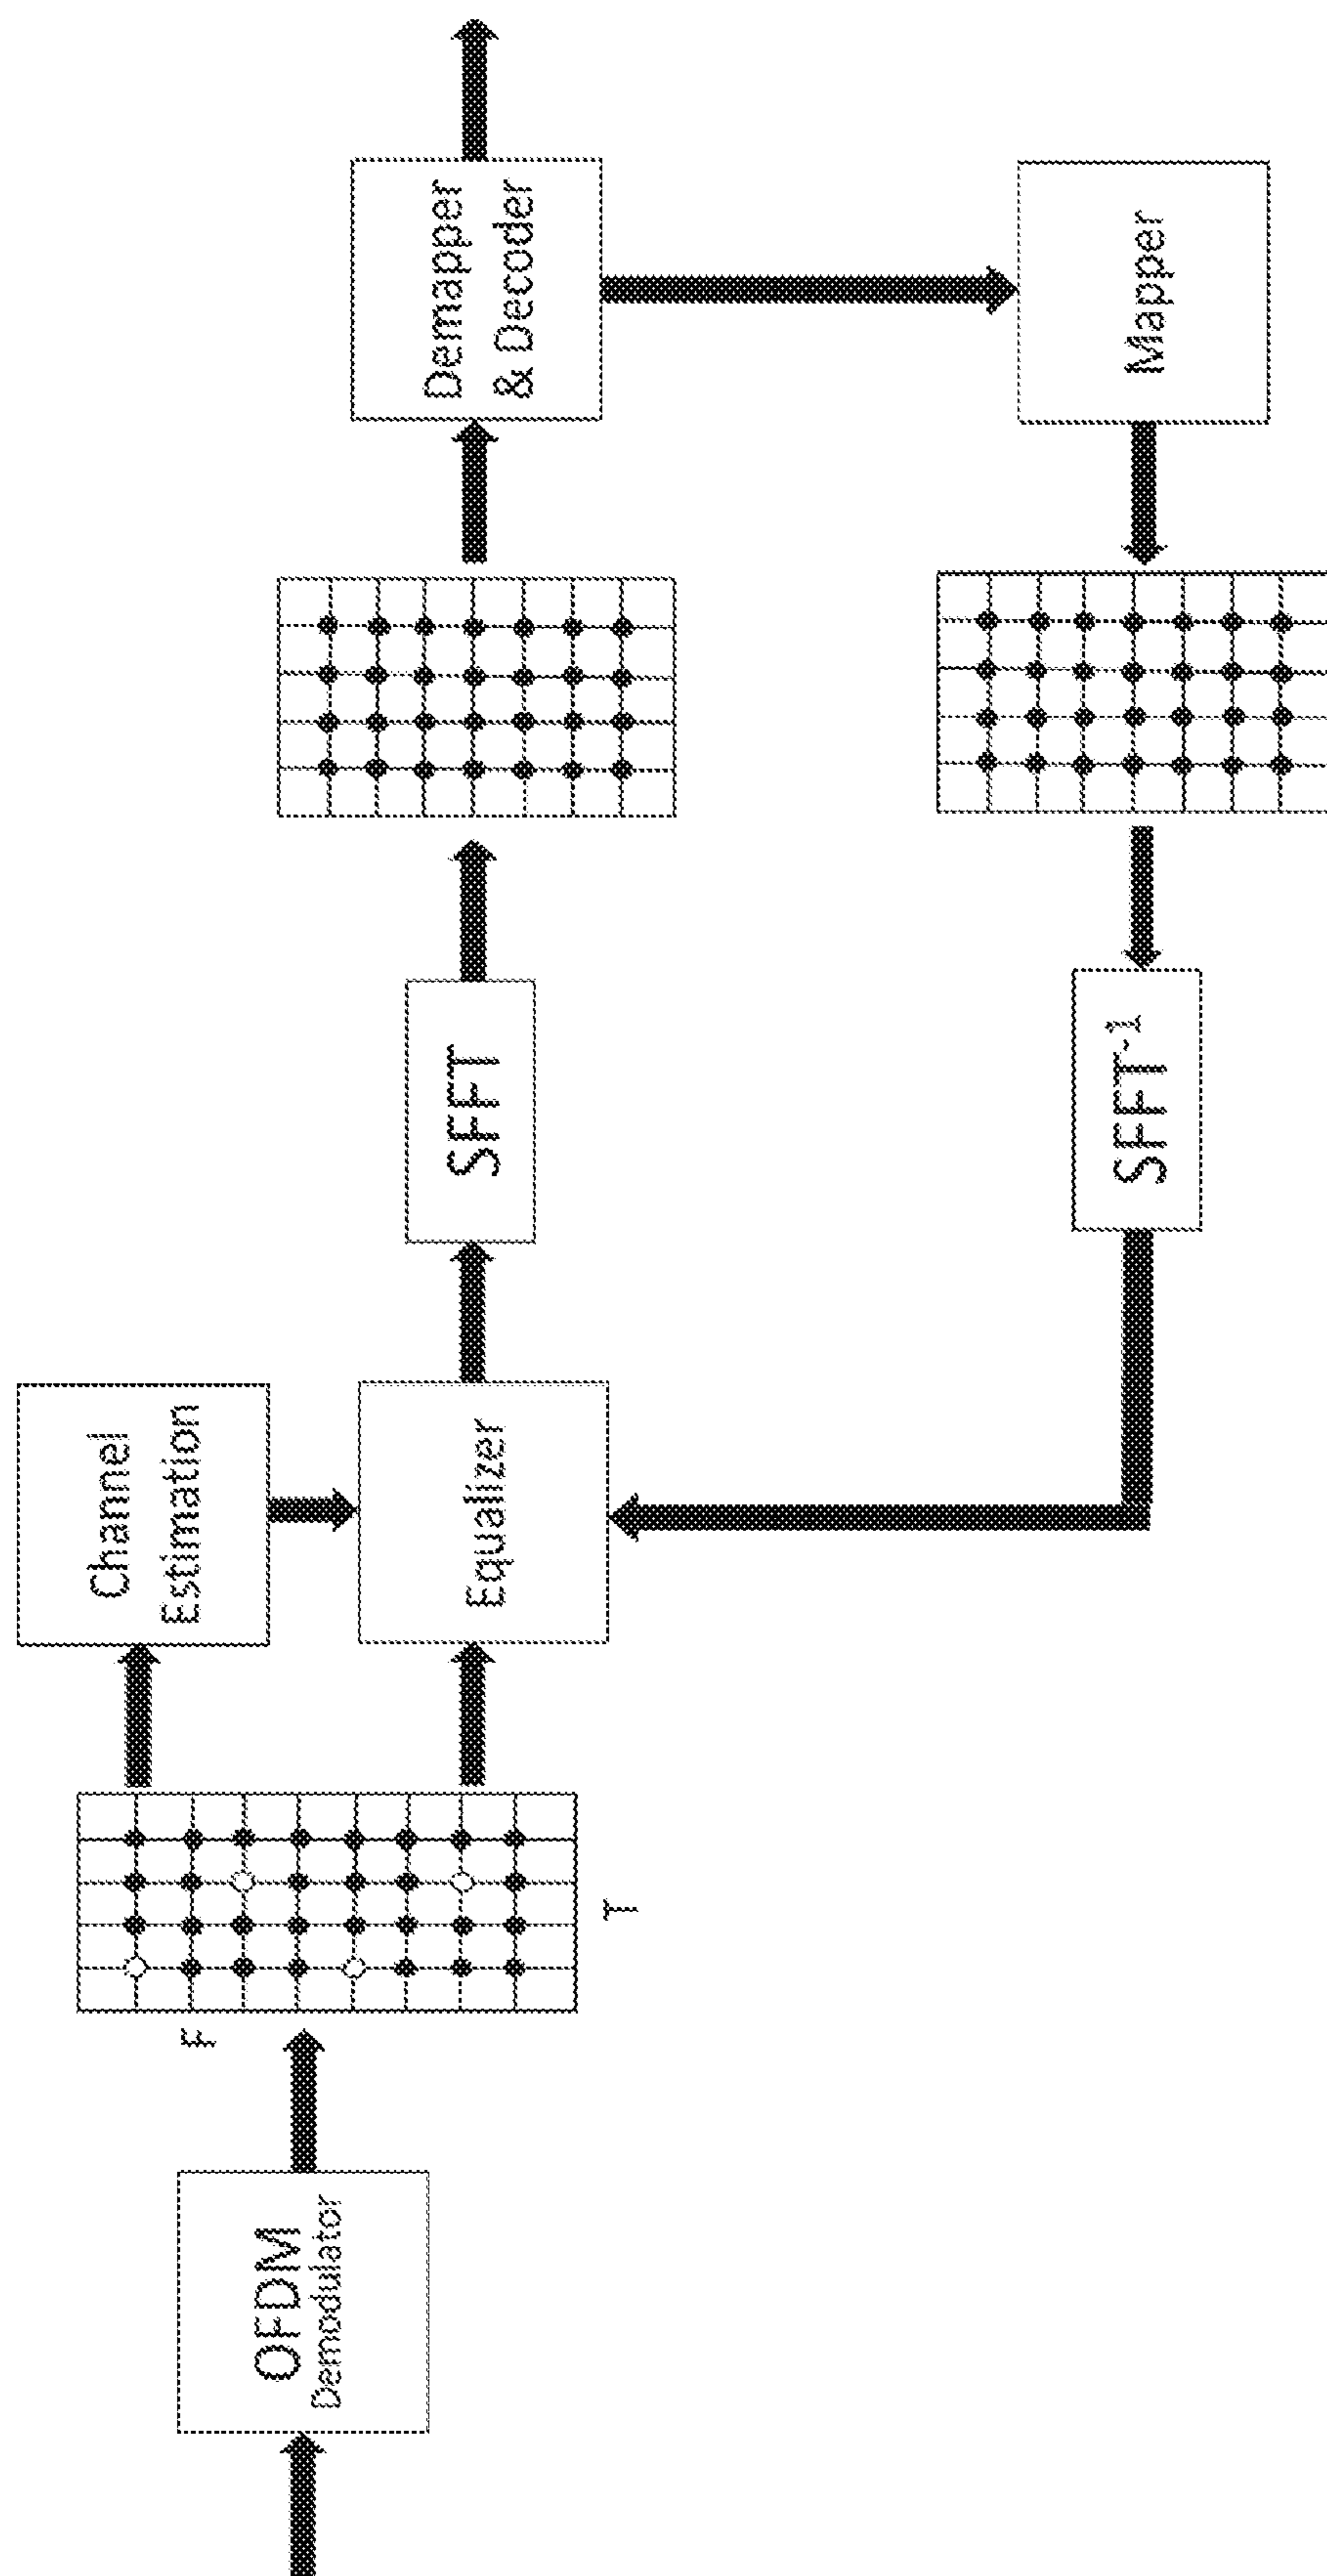 OFDM
Demodulator
F
T
Channel
Estimation
Equalizer
SFFT
Demapper
& Decoder
Mapper
SFFT-1